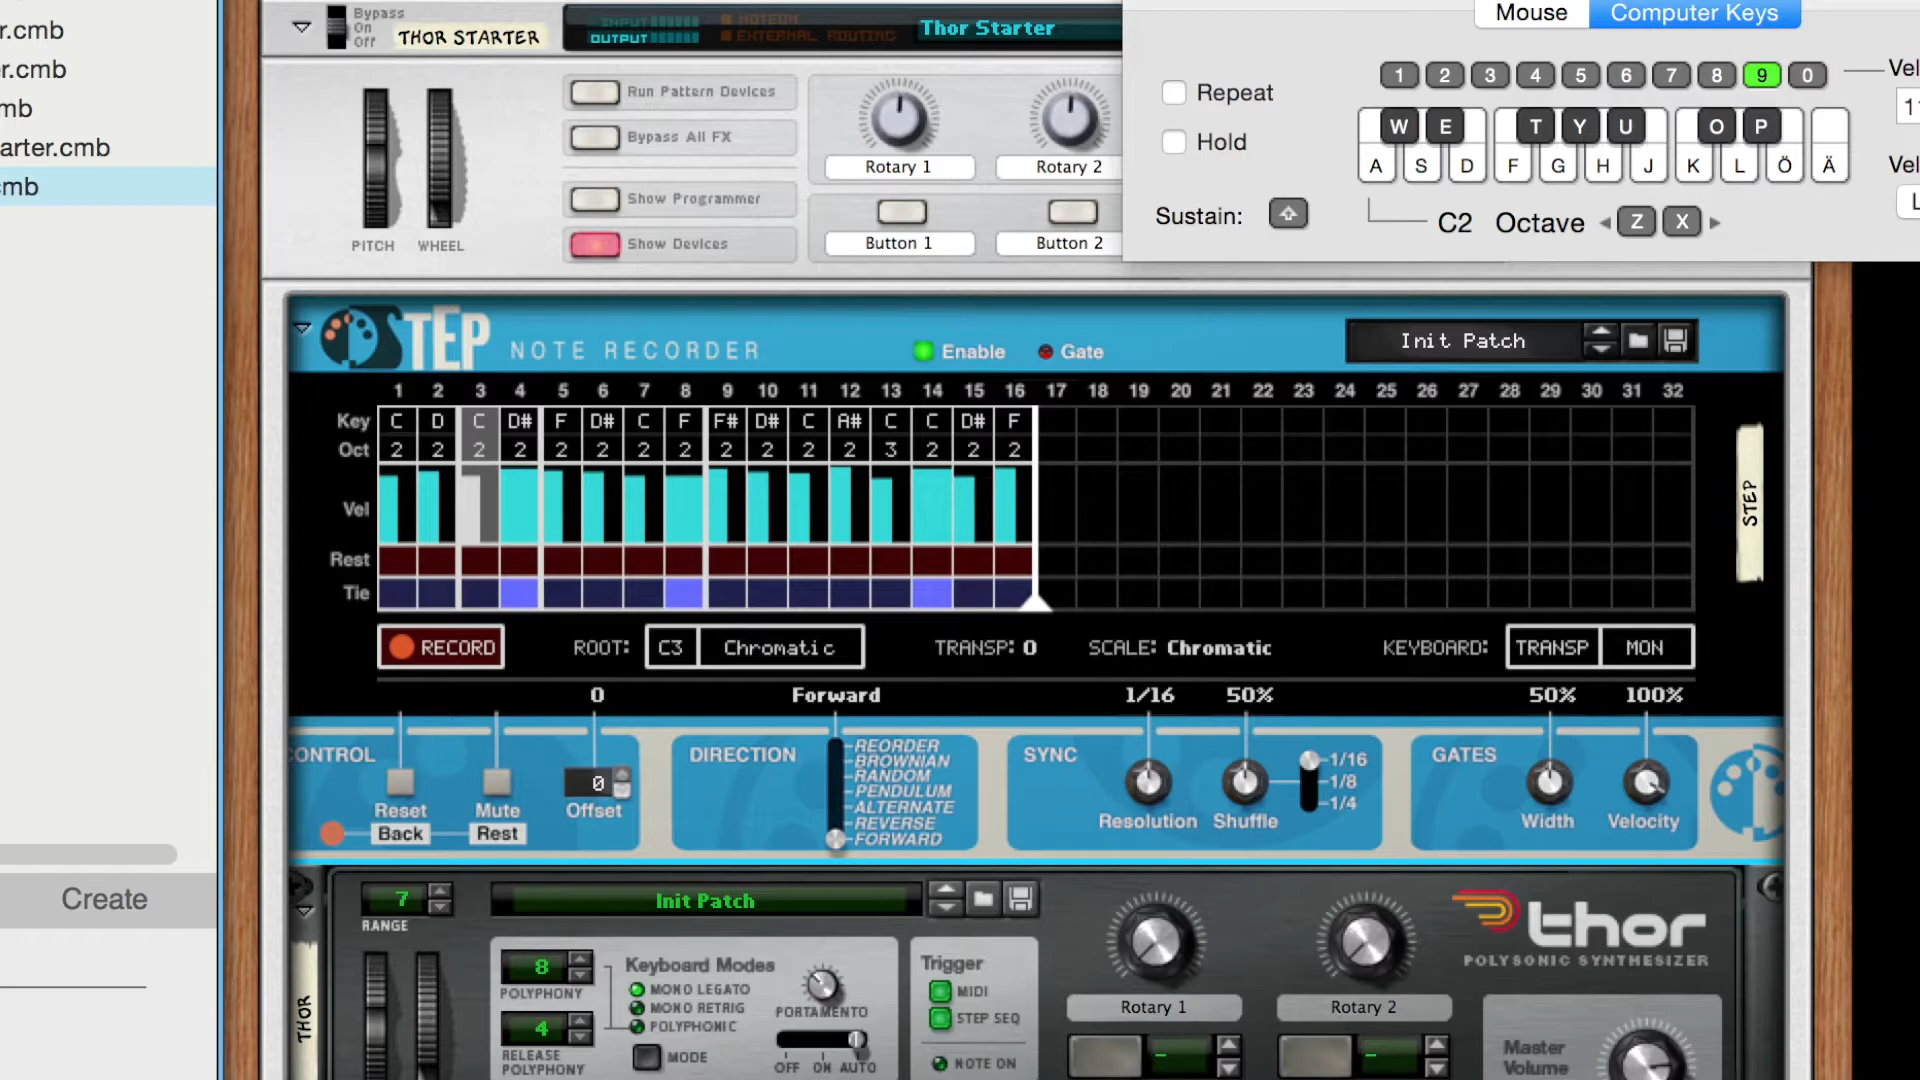 r.cmb
r.cmb
mb
arter.cmb
cmb
Create
Bypass
On
Off
THOR STARTER
INPUT
OUTPUT
NOTE ON
EXTERNAL ROUTING
Thor Starter
PITCH
WHEEL
Run Pattern Devices
Bypass All FX
Show Programmer
Show Devices
Rotary 1
Rotary 2
Button 1
Button 2
Mouse
Computer Keys
Repeat
Hold
Sustain:
1 2 3 4 5 6 7 8 9 0
Vel
W E T Y U O P
A S D F G H J K L Ö Ä
Vel
C2
Octave
Z
X
STEP
NOTE RECORDER
Enable
Gate
Init Patch
1 2 3 4 5 6 7 8 9 10 11 12 13 14 15 16 17 18 19 20 21 22 23 24 25 26 27 28 29 30 31 32
Key C D C D# F D# C F F# D# C A# C C D# F
Oct 2 2 2 2 2 2 2 2 2 2 2 2 3 2 2 2
Vel
Rest
Tie
STEP
RECORD
ROOT: C3 Chromatic
TRANSP: 0
SCALE: Chromatic
KEYBOARD: TRANSP MON
0
Forward
1/16
50%
50%
100%
CONTROL
Reset
Back
Mute
Rest
0
Offset
DIRECTION
REORDER
BROWNIAN
RANDOM
PENDULUM
ALTERNATE
REVERSE
FORWARD
SYNC
Resolution
Shuffle
1/16
1/8
1/4
GATES
Width
Velocity
7
RANGE
Init Patch
THOR
8
POLYPHONY
4
RELEASE
POLYPHONY
Keyboard Modes
MONO LEGATO
MONO RETRIG
POLYPHONIC
MODE
PORTAMENTO
OFF ON AUTO
Trigger
MIDI
STEP SEQ
NOTE ON
Rotary 1
Rotary 2
-
-
thor
POLYSONIC SYNTHESIZER
Master
Volume